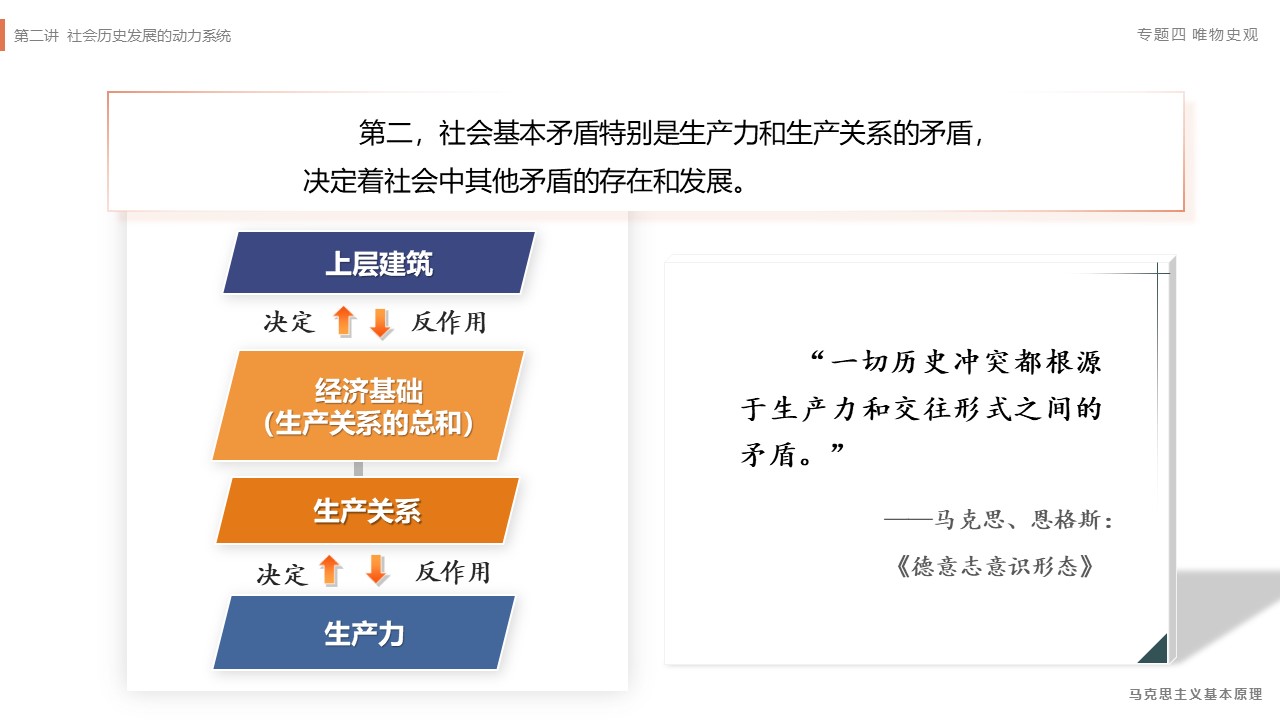 第二讲 社会历史发展的动力系统
专题四 唯物史观
第二，社会基本矛盾特别是生产力和生产关系的矛盾，
决定着社会中其他矛盾的存在和发展。
上层建筑
决定 反作用
经济基础
（生产关系的总和）
生产关系
决定 反作用
生产力
“一切历史冲突都根源
于生产力和交往形式之间的
矛盾。”
——马克思、恩格斯：
《德意志意识形态》
马克思主义基本原理